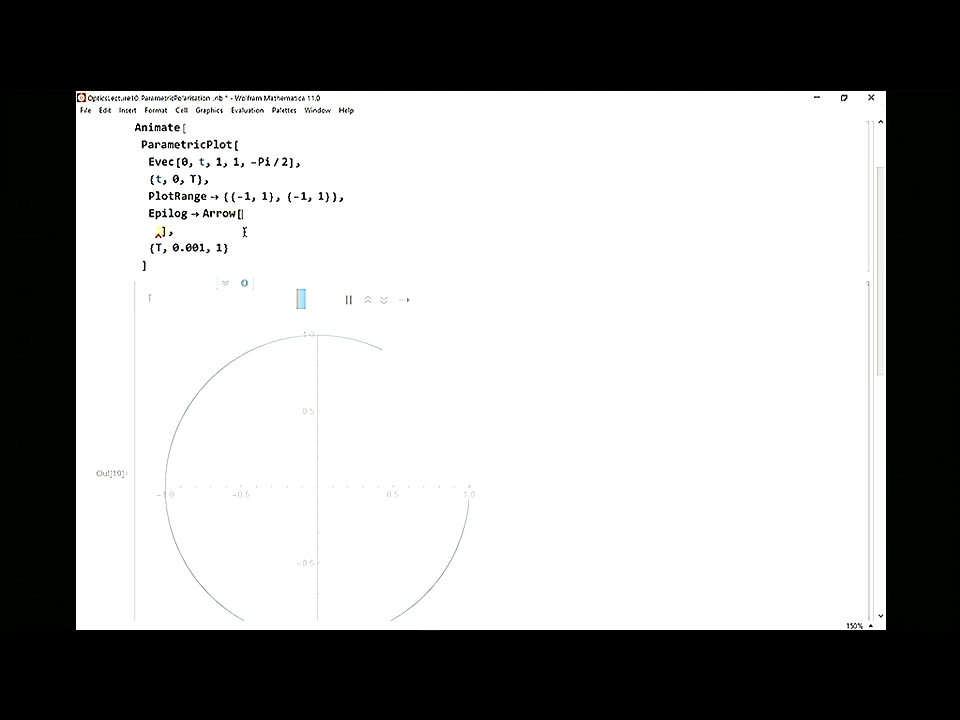 OpticsLecture10 ParametricPolarisation .nb * - Wolfram Mathematica 11.0
File Edit Insert Format Cell Graphics Evaluation Palettes Window Help
Animate[
ParametricPlot[
Evec[0, t, 1, 1, -Pi/2],
{t, 0, T},
PlotRange → {{-1, 1}, {-1, 1}},
Epilog → Arrow[
],
{T, 0.001, 1}
]
T
1.0
0.5
Out[19]=
-1.0 -0.5 0.5 1.0
-0.5
150%